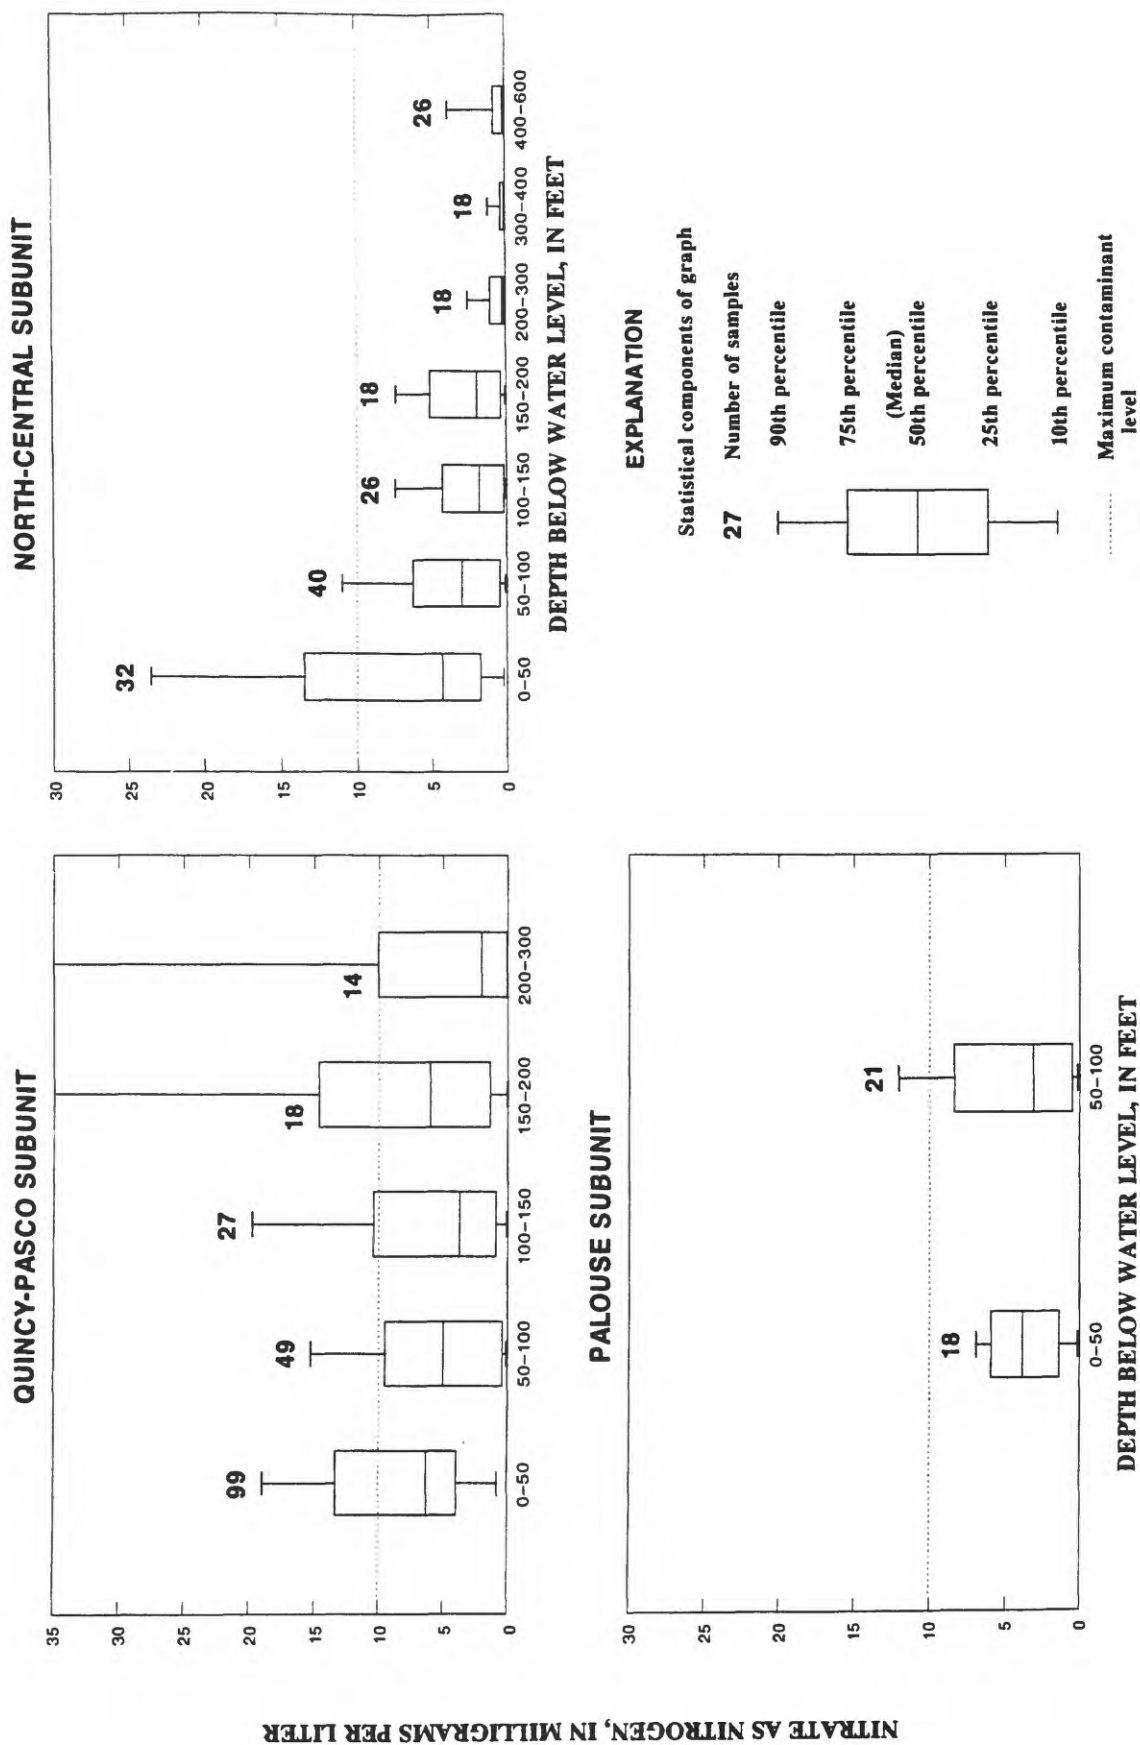 QUINCY-PASCO SUBUNIT
35
30
25
20
15
10
5
0
99
49
27
18
14
0-50
50-100
100-150
150-200
200-300
NORTH-CENTRAL SUBUNIT
30
25
20
15
10
5
0
32
40
26
18
18
18
26
0-50
50-100
100-150
150-200
200-300
300-400
400-600
DEPTH BELOW WATER LEVEL, IN FEET
PALOUSE SUBUNIT
30
25
20
15
10
5
0
18
21
0-50
50-100
DEPTH BELOW WATER LEVEL, IN FEET
NITRATE AS NITROGEN, IN MILLIGRAMS PER LITER
EXPLANATION
Statistical components of graph
27 Number of samples
90th percentile
75th percentile
(Median)
50th percentile
25th percentile
10th percentile
Maximum contaminant
level